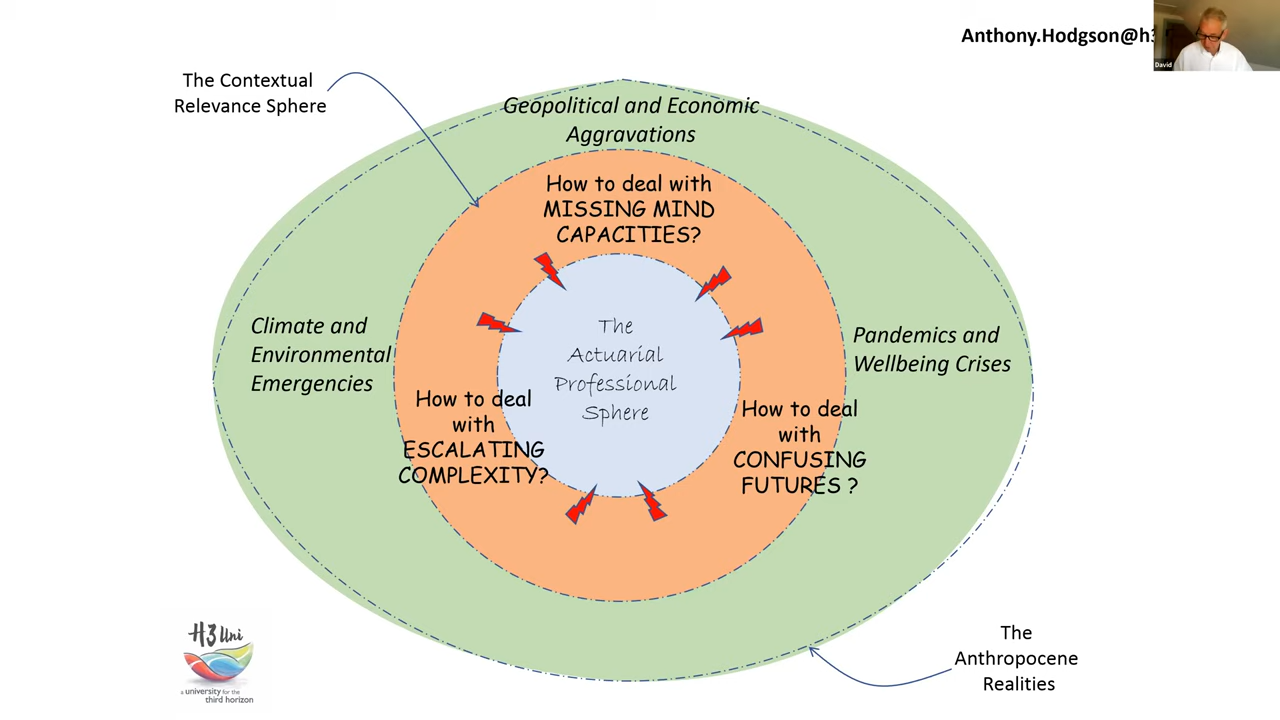 Anthony.Hodgson@h3
David
The Contextual
Relevance Sphere
Geopolitical and Economic
Aggravations
How to deal with
MISSING MIND
CAPACITIES?
Climate and
Environmental
Emergencies
The
Actuarial
Professional
Sphere
Pandemics and
Wellbeing Crises
How to deal
with
ESCALATING
COMPLEXITY?
How to deal
with
CONFUSING
FUTURES ?
The
Anthropocene
Realities
H3Uni
a university for the
third horizon